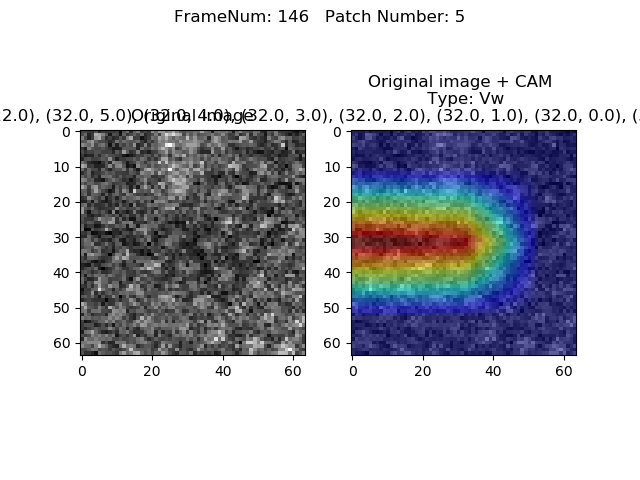 FrameNum: 146   Patch Number: 5
Original image + CAM
Type: Vw
2.0), (32.0, 5.0), (32.0, 4.0), (32.0, 3.0), (32.0, 2.0), (32.0, 1.0), (32.0, 0.0), (
Original image
0
10
20
30
40
50
60
0 20 40 60
0
10
20
30
40
50
60
0 20 40 60